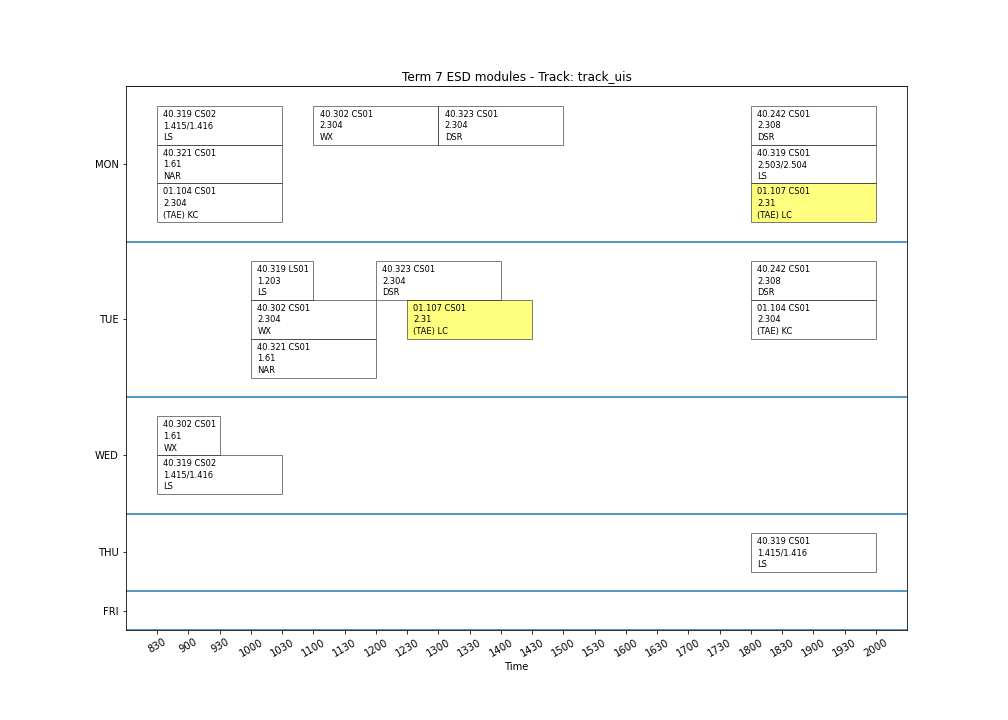 Term 7 ESD modules - Track: track_uis
MON
40.319 CS02
1.415/1.416
LS
40.321 CS01
1.61
NAR
01.104 CS01
2.304
(TAE) KC
40.302 CS01
2.304
WX
40.323 CS01
2.304
DSR
40.242 CS01
2.308
DSR
40.319 CS01
2.503/2.504
LS
01.107 CS01
2.31
(TAE) LC
TUE
40.319 LS01
1.203
LS
40.302 CS01
2.304
WX
40.321 CS01
1.61
NAR
40.323 CS01
2.304
DSR
01.107 CS01
2.31
(TAE) LC
40.242 CS01
2.308
DSR
01.104 CS01
2.304
(TAE) KC
WED
40.302 CS01
1.61
WX
40.319 CS02
1.415/1.416
LS
THU
40.319 CS01
1.415/1.416
LS
FRI
830 900 930 1000 1030 1100 1130 1200 1230 1300 1330 1400 1430 1500 1530 1600 1630 1700 1730 1800 1830 1900 1930 2000
Time